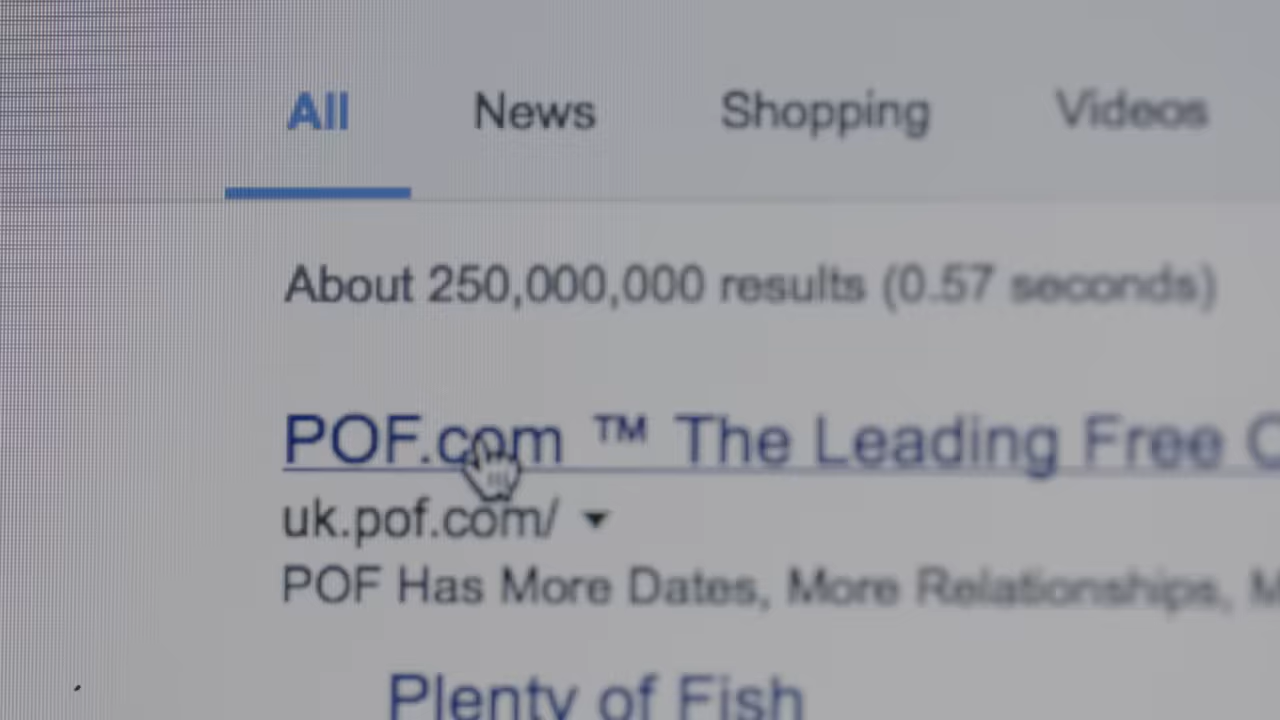 All News Shopping Videos
About 250,000,000 results (0.57 seconds)
POF.com ™ The Leading Free
uk.pof.com/
POF Has More Dates, More Relationships,
Plenty of Fish